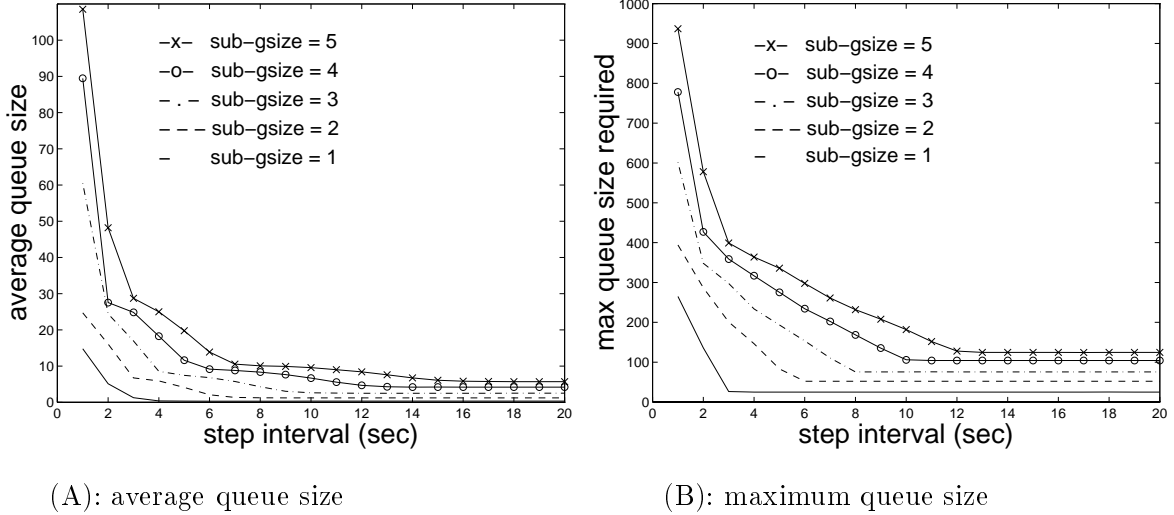 100
90
80
70
60
50
40
30
20
10
0
average queue size
−x− sub−gsize = 5
−o− sub−gsize = 4
− · − sub−gsize = 3
− − − sub−gsize = 2
− sub−gsize = 1
0 2 4 6 8 10 12 14 16 18 20
step interval (sec)
(A): average queue size
1000
900
800
700
600
500
400
300
200
100
0
max queue size required
−x− sub−gsize = 5
−o− sub−gsize = 4
− · − sub−gsize = 3
− − − sub−gsize = 2
− sub−gsize = 1
0 2 4 6 8 10 12 14 16 18 20
step interval (sec)
(B): maximum queue size